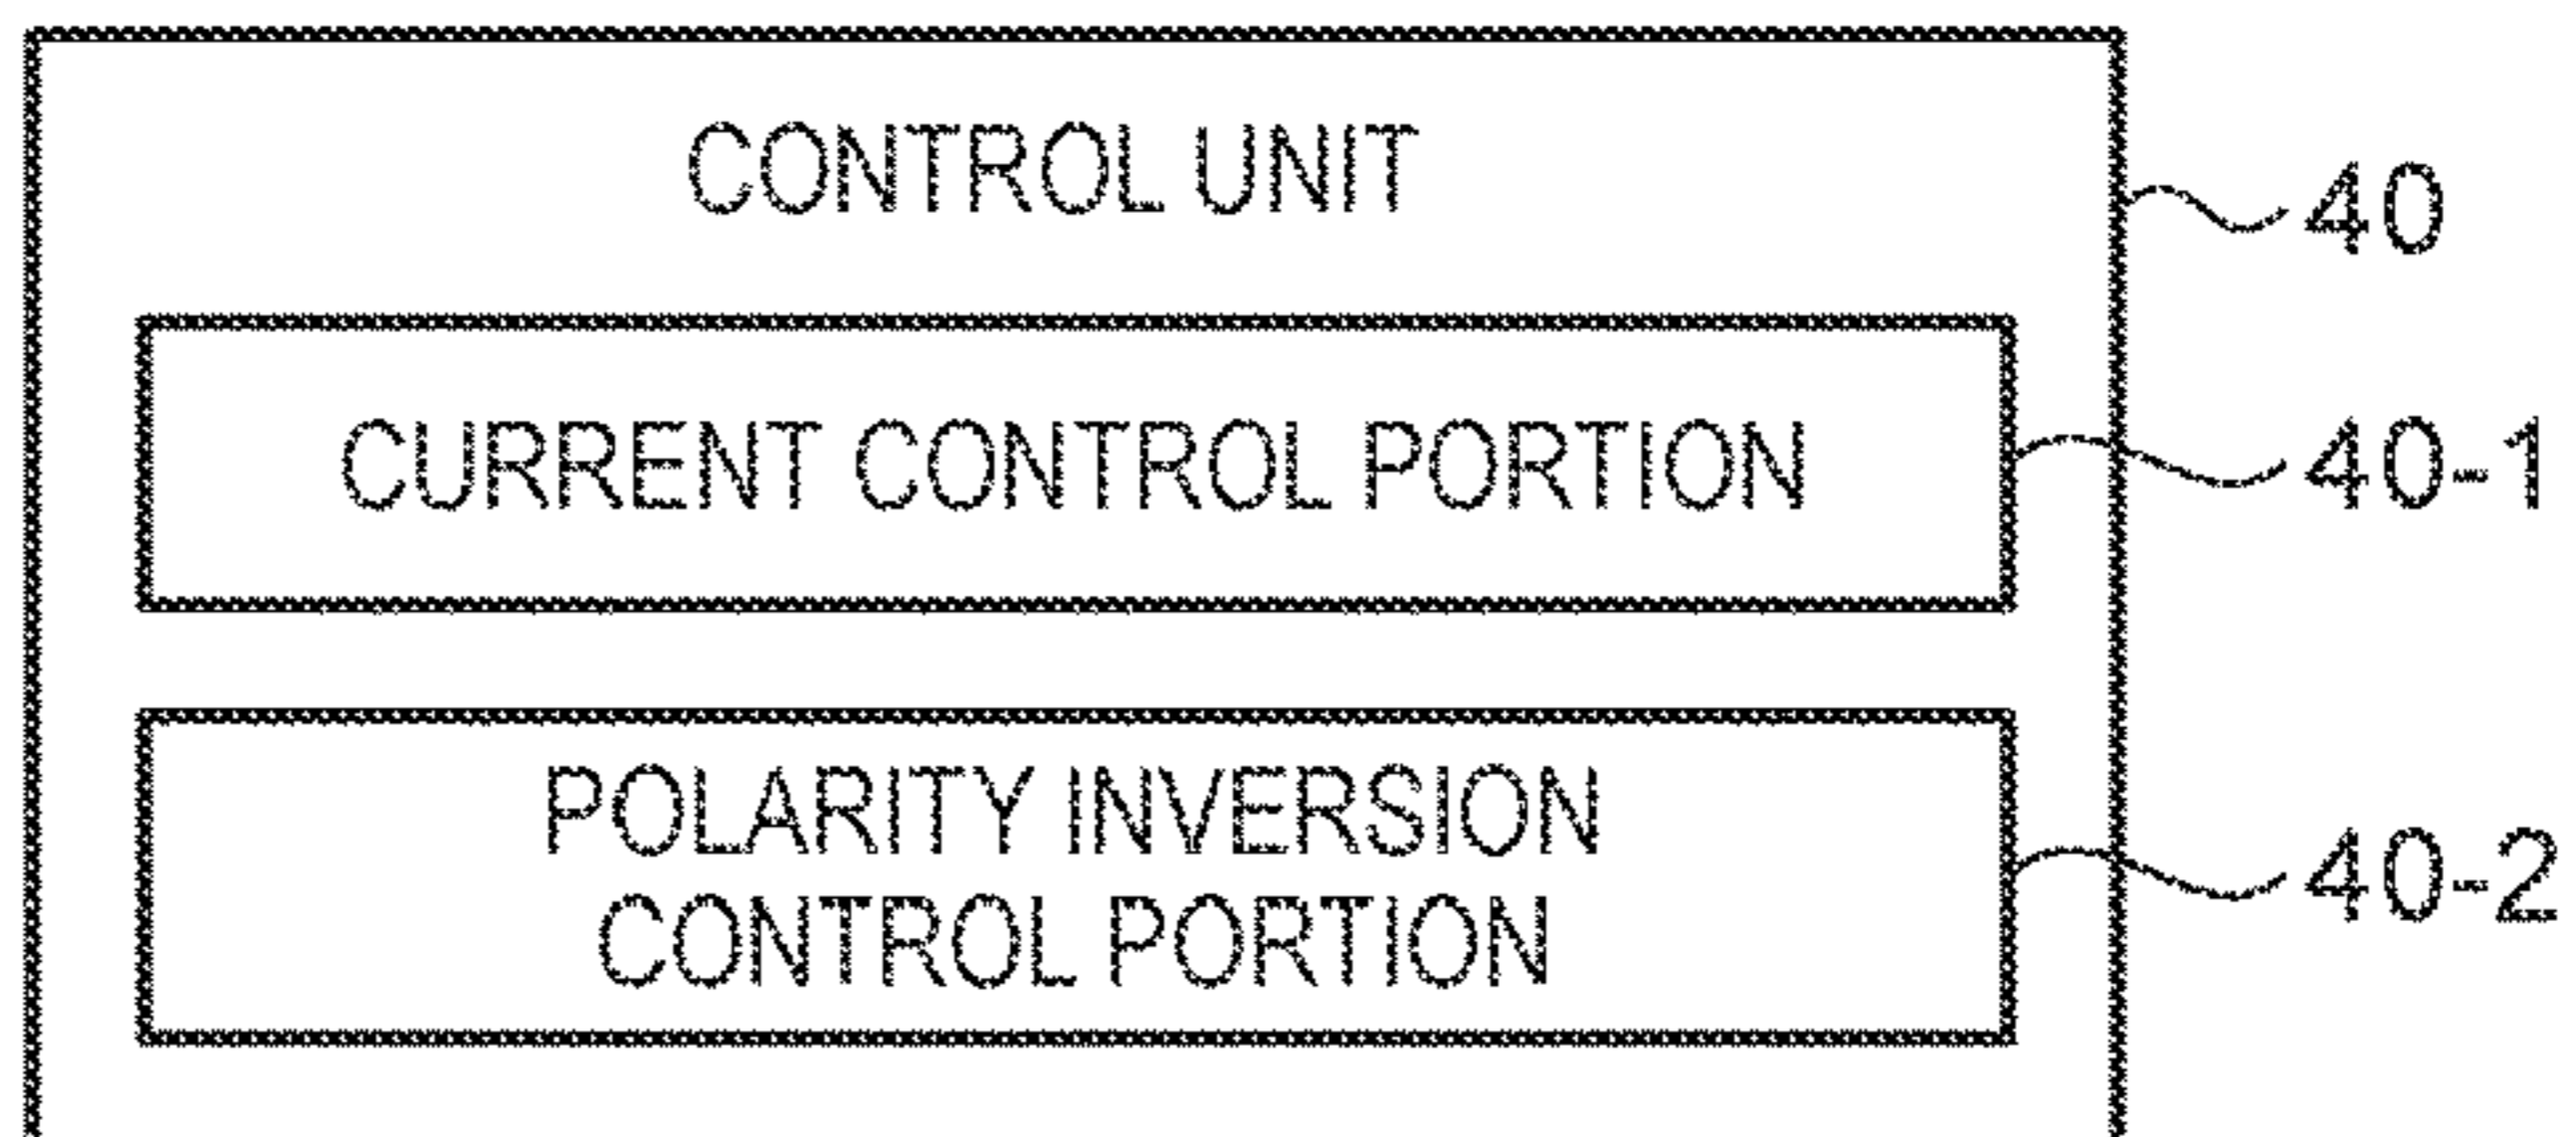 CONTROL UNIT
40
CURRENT CONTROL PORTION
40-1
POLARITY INVERSION
CONTROL PORTION
40-2